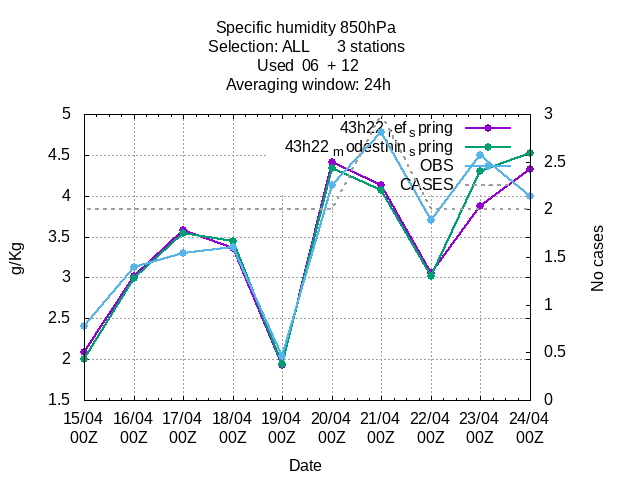 Specific humidity 850hPa
Selection: ALL 3 stations
Used 06 + 12
Averaging window: 24h
43h22_ref_spring
43h22_modesthin_spring
OBS
CASES
g/Kg
5
4.5
4
3.5
3
2.5
2
1.5
3
2.5
2
1.5
1
0.5
0
No cases
15/04 16/04 17/04 18/04 19/04 20/04 21/04 22/04 23/04 24/04
00Z 00Z 00Z 00Z 00Z 00Z 00Z 00Z 00Z 00Z
Date